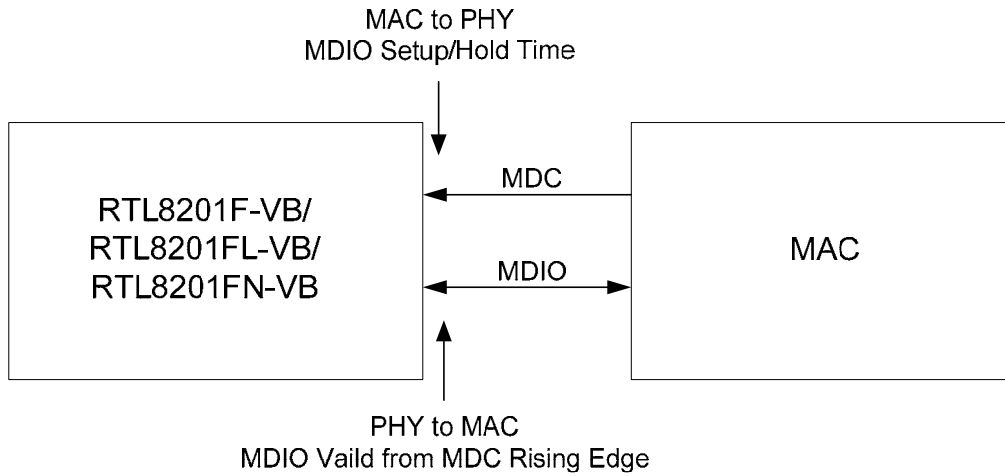 MAC to PHY
MDIO Setup/Hold Time
RTL8201F-VB/
RTL8201FL-VB/
RTL8201FN-VB
MDC
MDIO
MAC
PHY to MAC
MDIO Vaild from MDC Rising Edge